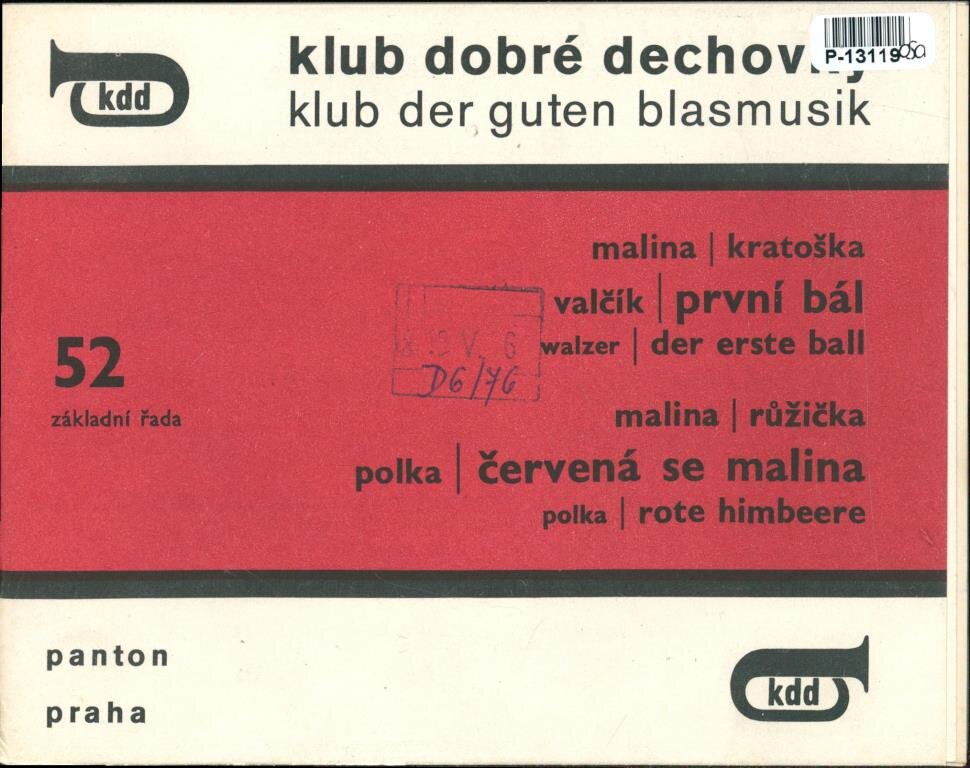 kdd
klub dobré dechovky
klub der guten blasmusik
P-13119
malina | kratoška
valčík | první bál
walzer | der erste ball
D6/76
52
základní řada
malina | růžička
polka | červená se malina
polka | rote himbeere
panton
praha
kdd